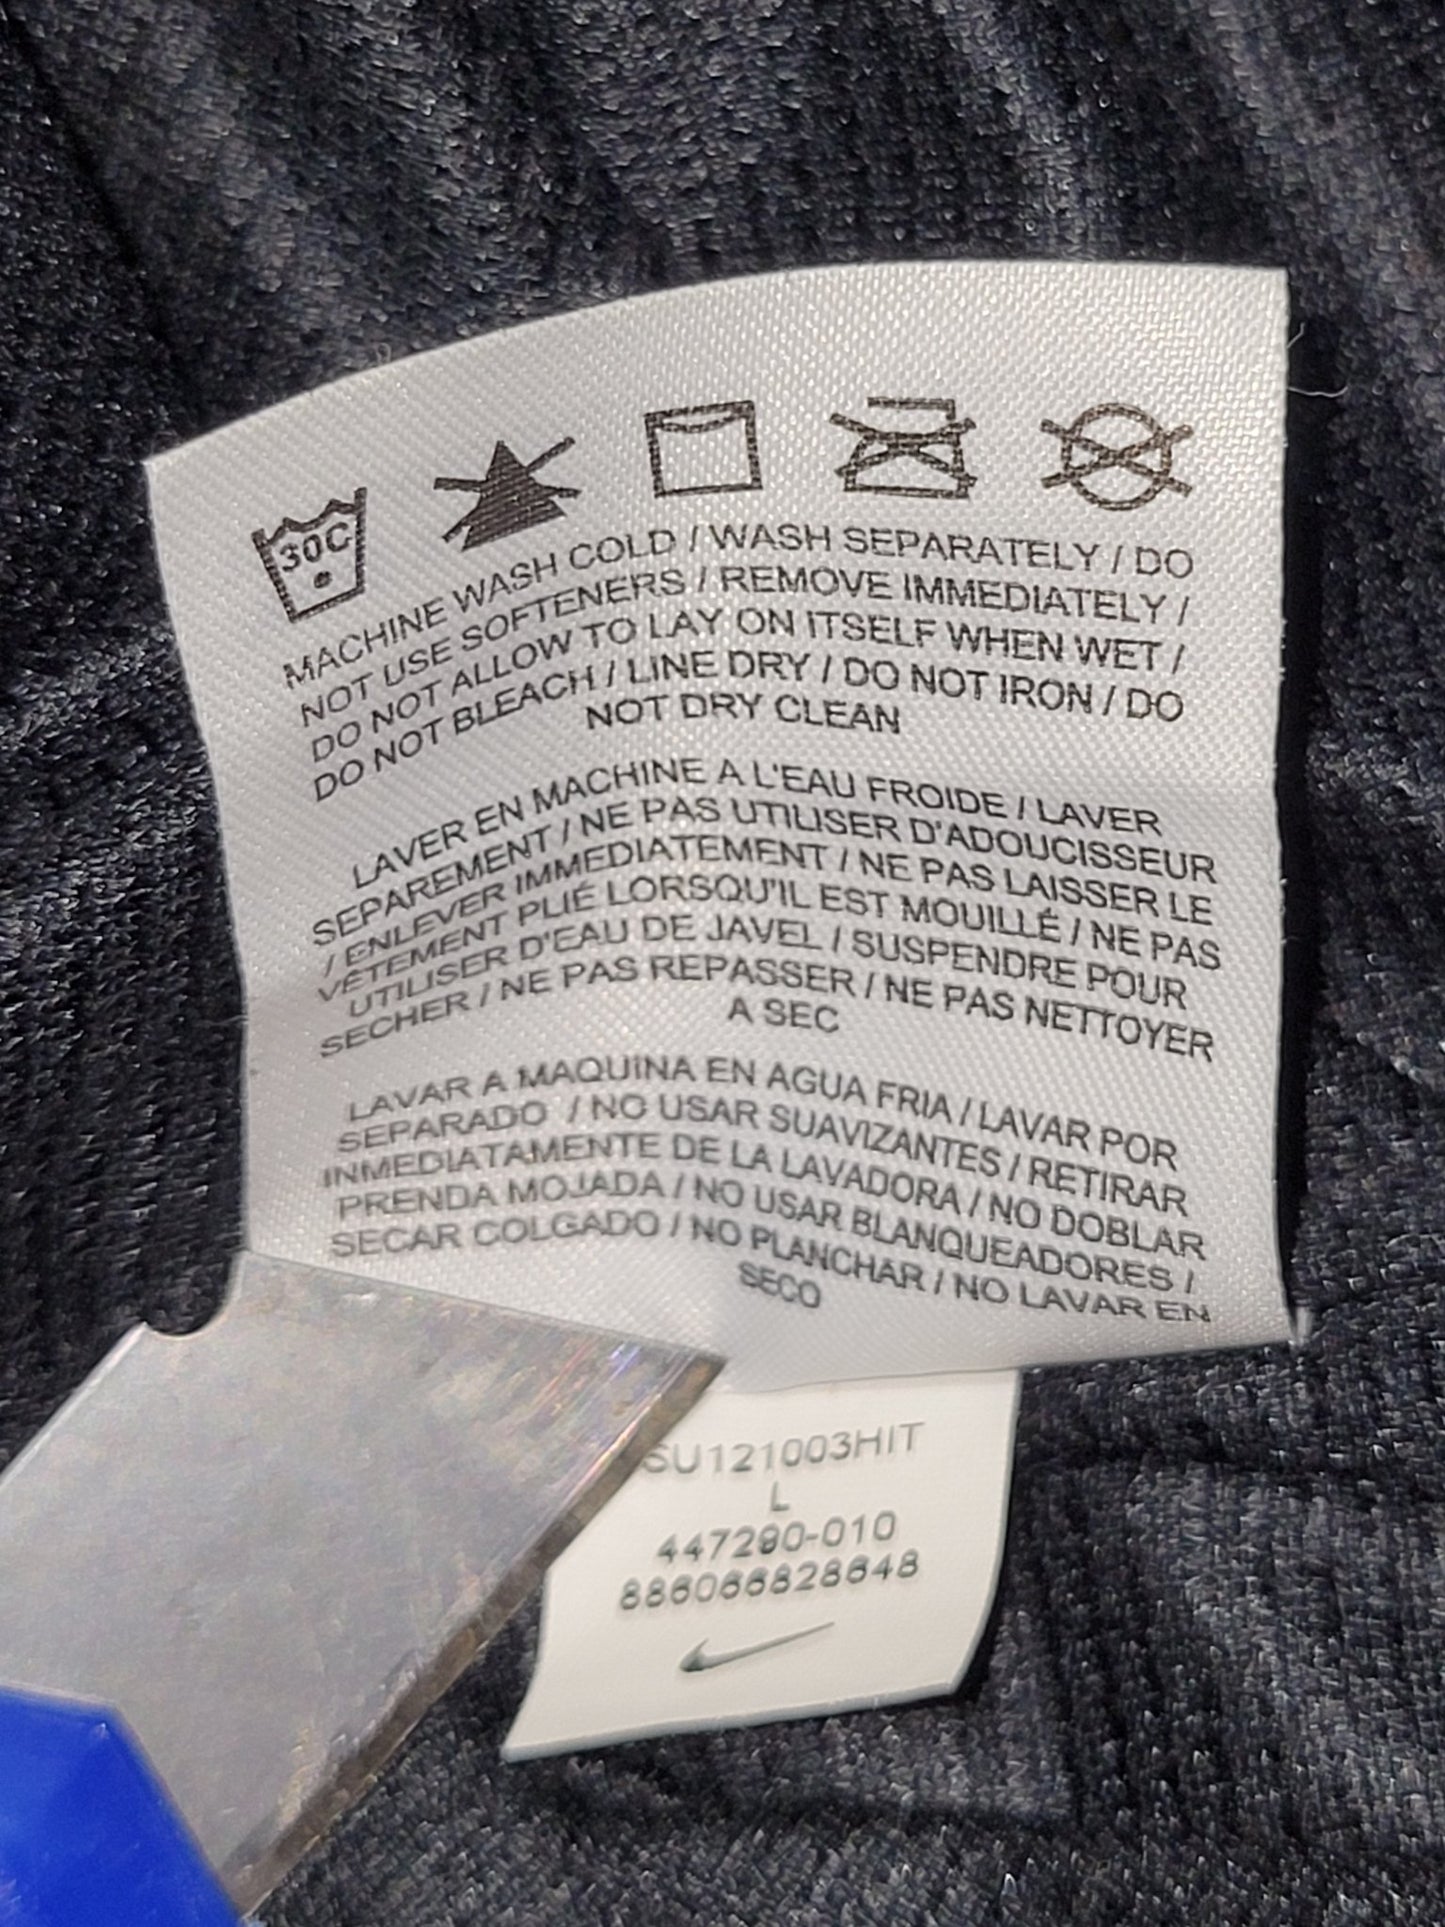 30C
MACHINE WASH COLD / WASH SEPARATELY / DO
NOT USE SOFTENERS / REMOVE IMMEDIATELY /
DO NOT ALLOW TO LAY ON ITSELF WHEN WET /
DO NOT BLEACH / LINE DRY / DO NOT IRON / DO
NOT DRY CLEAN
LAVER EN MACHINE A L'EAU FROIDE / LAVER
SEPAREMENT / NE PAS UTILISER D'ADOUCISSEUR
/ ENLEVER IMMEDIATEMENT / NE PAS LAISSER LE
VÊTEMENT PLIÉ LORSQU'IL EST MOUILLÉ / NE PAS
UTILISER D'EAU DE JAVEL / SUSPENDRE POUR
SECHER / NE PAS REPASSER / NE PAS NETTOYER
A SEC
LAVAR A MAQUINA EN AGUA FRIA / LAVAR POR
SEPARADO / NO USAR SUAVIZANTES / RETIRAR
INMEDIATAMENTE DE LA LAVADORA / NO DOBLAR
PRENDA MOJADA / NO USAR BLANQUEADORES /
SECAR COLGADO / NO PLANCHAR / NO LAVAR EN
SECO
SU121003HIT
L
447280-010
886066828648